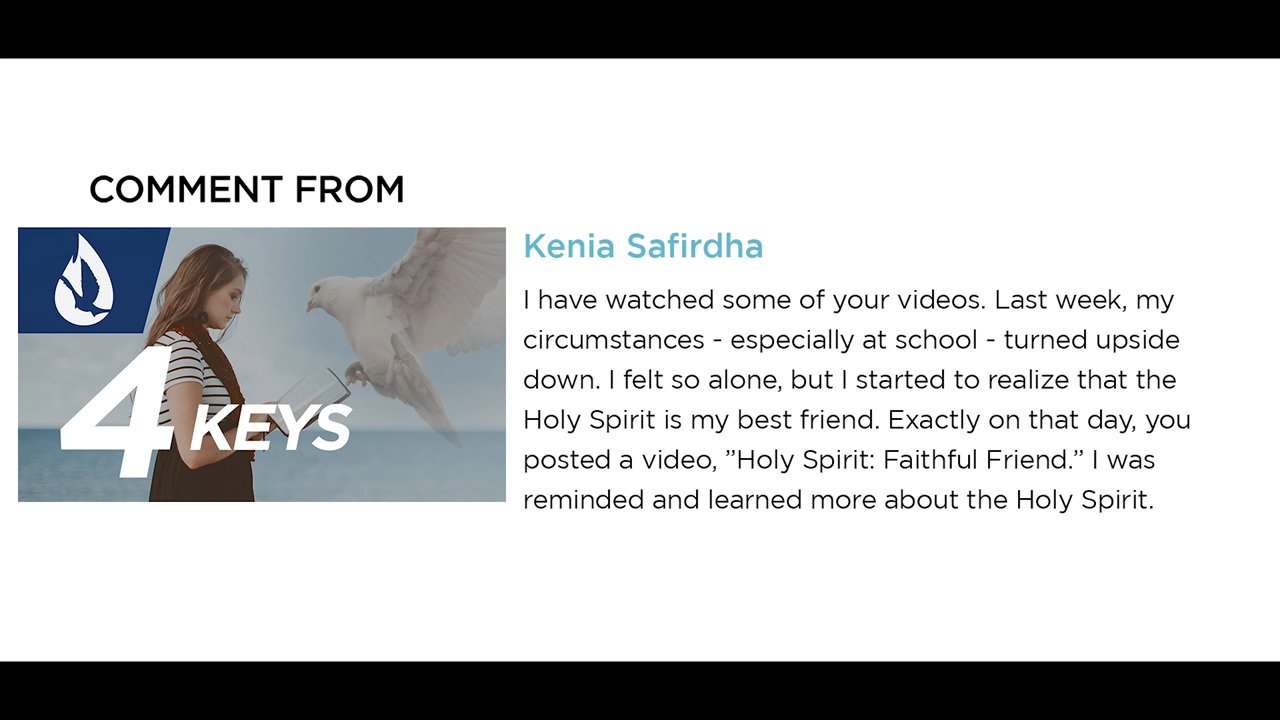 COMMENT FROM
4 KEYS
Kenia Safirdha
I have watched some of your videos. Last week, my
circumstances - especially at school - turned upside
down. I felt so alone, but I started to realize that the
Holy Spirit is my best friend. Exactly on that day, you
posted a video, ”Holy Spirit: Faithful Friend.” I was
reminded and learned more about the Holy Spirit.